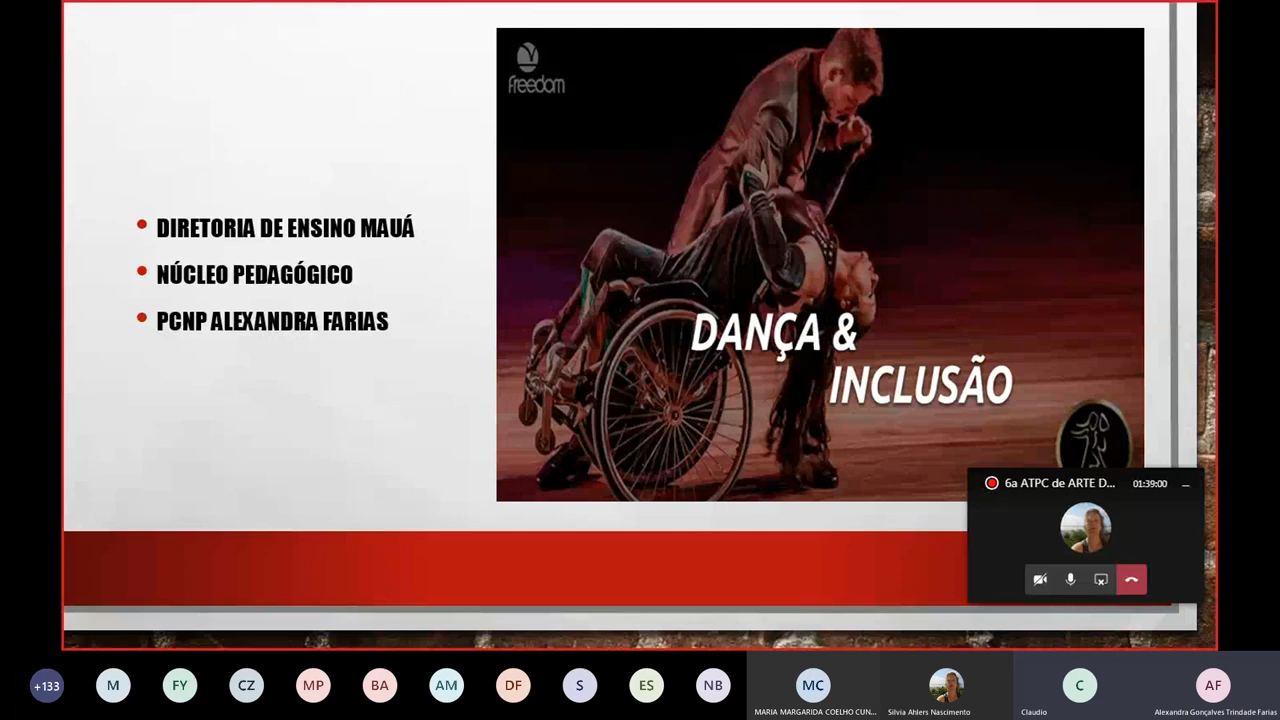 freedom
DIRETORIA DE ENSINO MAUÁ
NÚCLEO PEDAGÓGICO
PCNP ALEXANDRA FARIAS
DANÇA &
INCLUSÃO
6a ATPC de ARTE D...
01:39:00
+133
M
FY
CZ
MP
BA
AM
DF
S
ES
NB
MC
C
AF
MARIA MARGARIDA COELHO CUN...
Silvia Ahlers Nascimento
Claudio
Alexandra Gonçalves Trindade Farias